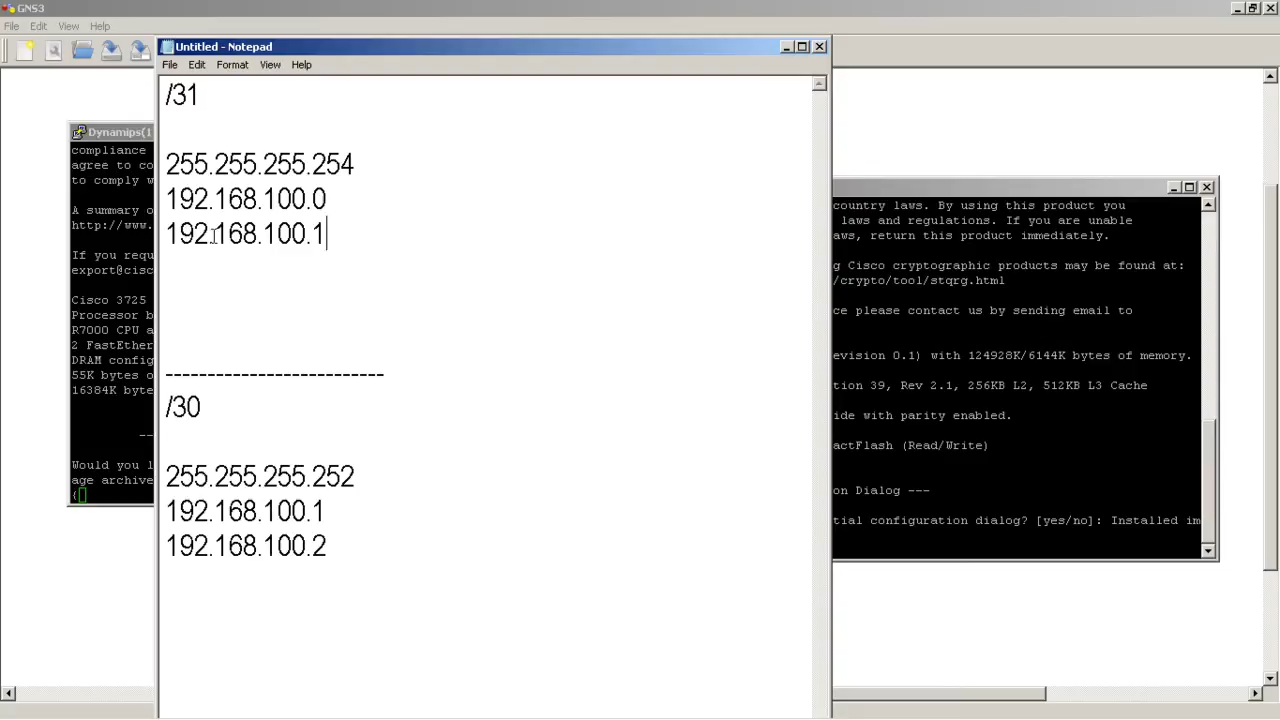 GNS3
File Edit View Help
Untitled - Notepad
File Edit Format View Help
/31
255.255.255.254
192.168.100.0
192.168.100.1
-------------------------
/30
255.255.255.252
192.168.100.1
192.168.100.2
Dynamips(1
compliance
agree to co
to comply w
A summary o
http://www.
If you requ
export@cisc
Cisco 3725
Processor b
R7000 CPU a
2 FastEther
DRAM config
55K bytes o
16384K byte
--
Would you l
age archive
{
country laws. By using this product you
laws and regulations. If you are unable
aws, return this product immediately.
g Cisco cryptographic products may be found at:
/crypto/tool/stqrg.html
ce please contact us by sending email to
evision 0.1) with 124928K/6144K bytes of memory.
tion 39, Rev 2.1, 256KB L2, 512KB L3 Cache
ide with parity enabled.
actFlash (Read/Write)
on Dialog ---
tial configuration dialog? [yes/no]: Installed im